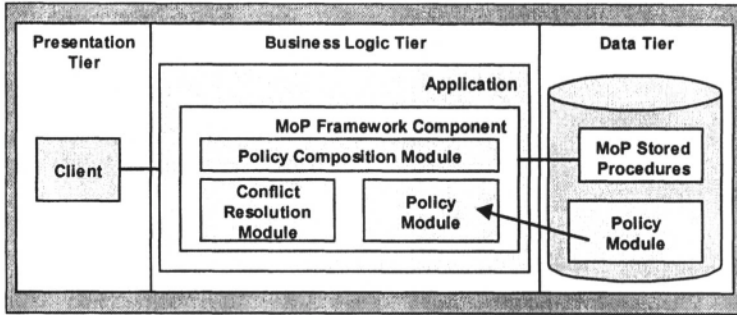 Presentation
Tier
Business Logic Tier
Data Tier
Application
MoP Framework Component
Policy Composition Module
Client
Conflict
Resolution
Module
Policy
Module
MoP Stored
Procedures
Policy
Module